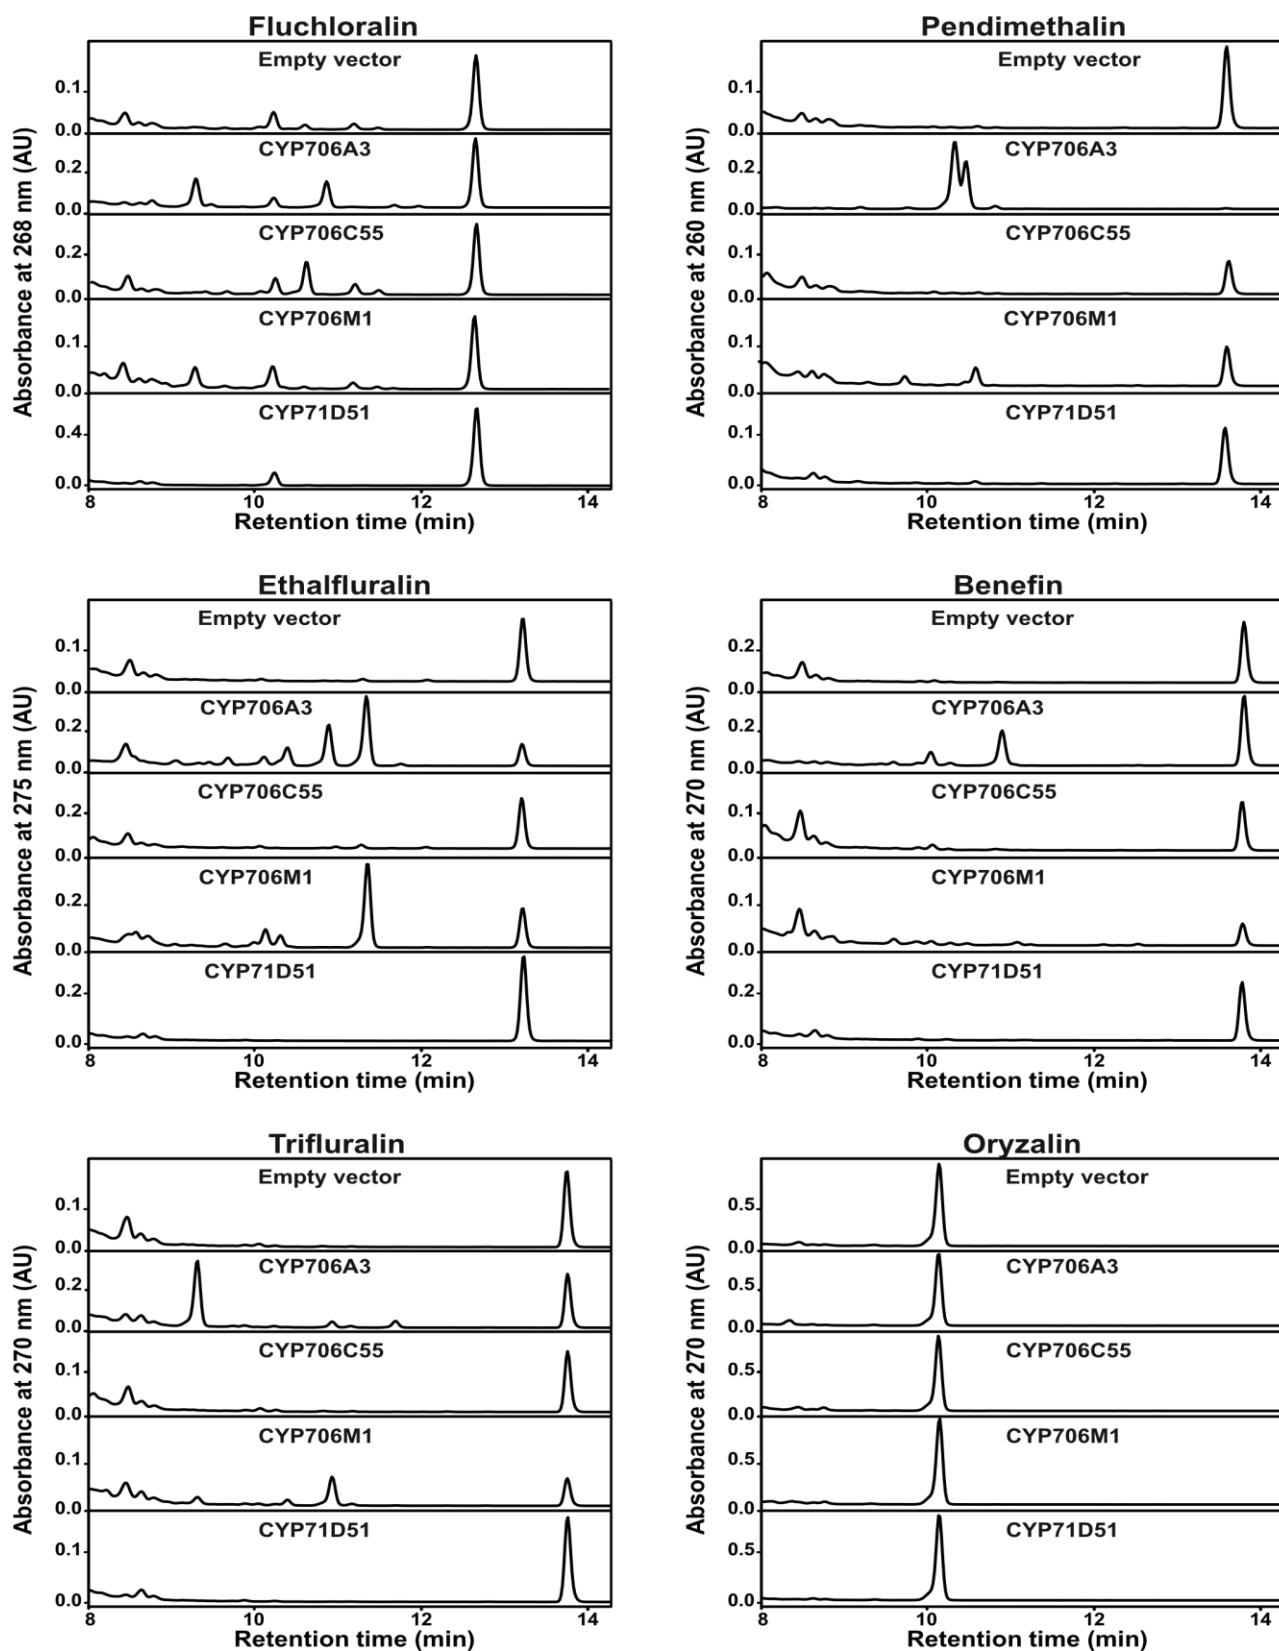 Fluchloralin
Absorbance at 268 nm (AU)
Empty vector
0.1
0.0
CYP706A3
0.2
0.0
CYP706C55
0.2
0.0
CYP706M1
0.1
0.0
CYP71D51
0.4
0.0
8 10 12 14
Retention time (min)
Pendimethalin
Absorbance at 260 nm (AU)
Empty vector
0.1
0.0
CYP706A3
0.2
0.0
CYP706C55
0.1
0.0
CYP706M1
0.1
0.0
CYP71D51
0.1
0.0
8 10 12 14
Retention time (min)
Ethalfluralin
Absorbance at 275 nm (AU)
Empty vector
0.1
0.0
CYP706A3
0.2
0.0
CYP706C55
0.2
0.0
CYP706M1
0.2
0.0
CYP71D51
0.2
0.0
8 10 12 14
Retention time (min)
Benefin
Absorbance at 270 nm (AU)
Empty vector
0.2
0.0
CYP706A3
0.2
0.0
CYP706C55
0.1
0.0
CYP706M1
0.1
0.0
CYP71D51
0.2
0.0
8 10 12 14
Retention time (min)
Trifluralin
Absorbance at 270 nm (AU)
Empty vector
0.1
0.0
CYP706A3
0.2
0.0
CYP706C55
0.1
0.0
CYP706M1
0.1
0.0
CYP71D51
0.1
0.0
8 10 12 14
Retention time (min)
Oryzalin
Absorbance at 270 nm (AU)
Empty vector
0.5
0.0
CYP706A3
0.5
0.0
CYP706C55
0.5
0.0
CYP706M1
0.5
0.0
CYP71D51
0.5
0.0
8 10 12 14
Retention time (min)